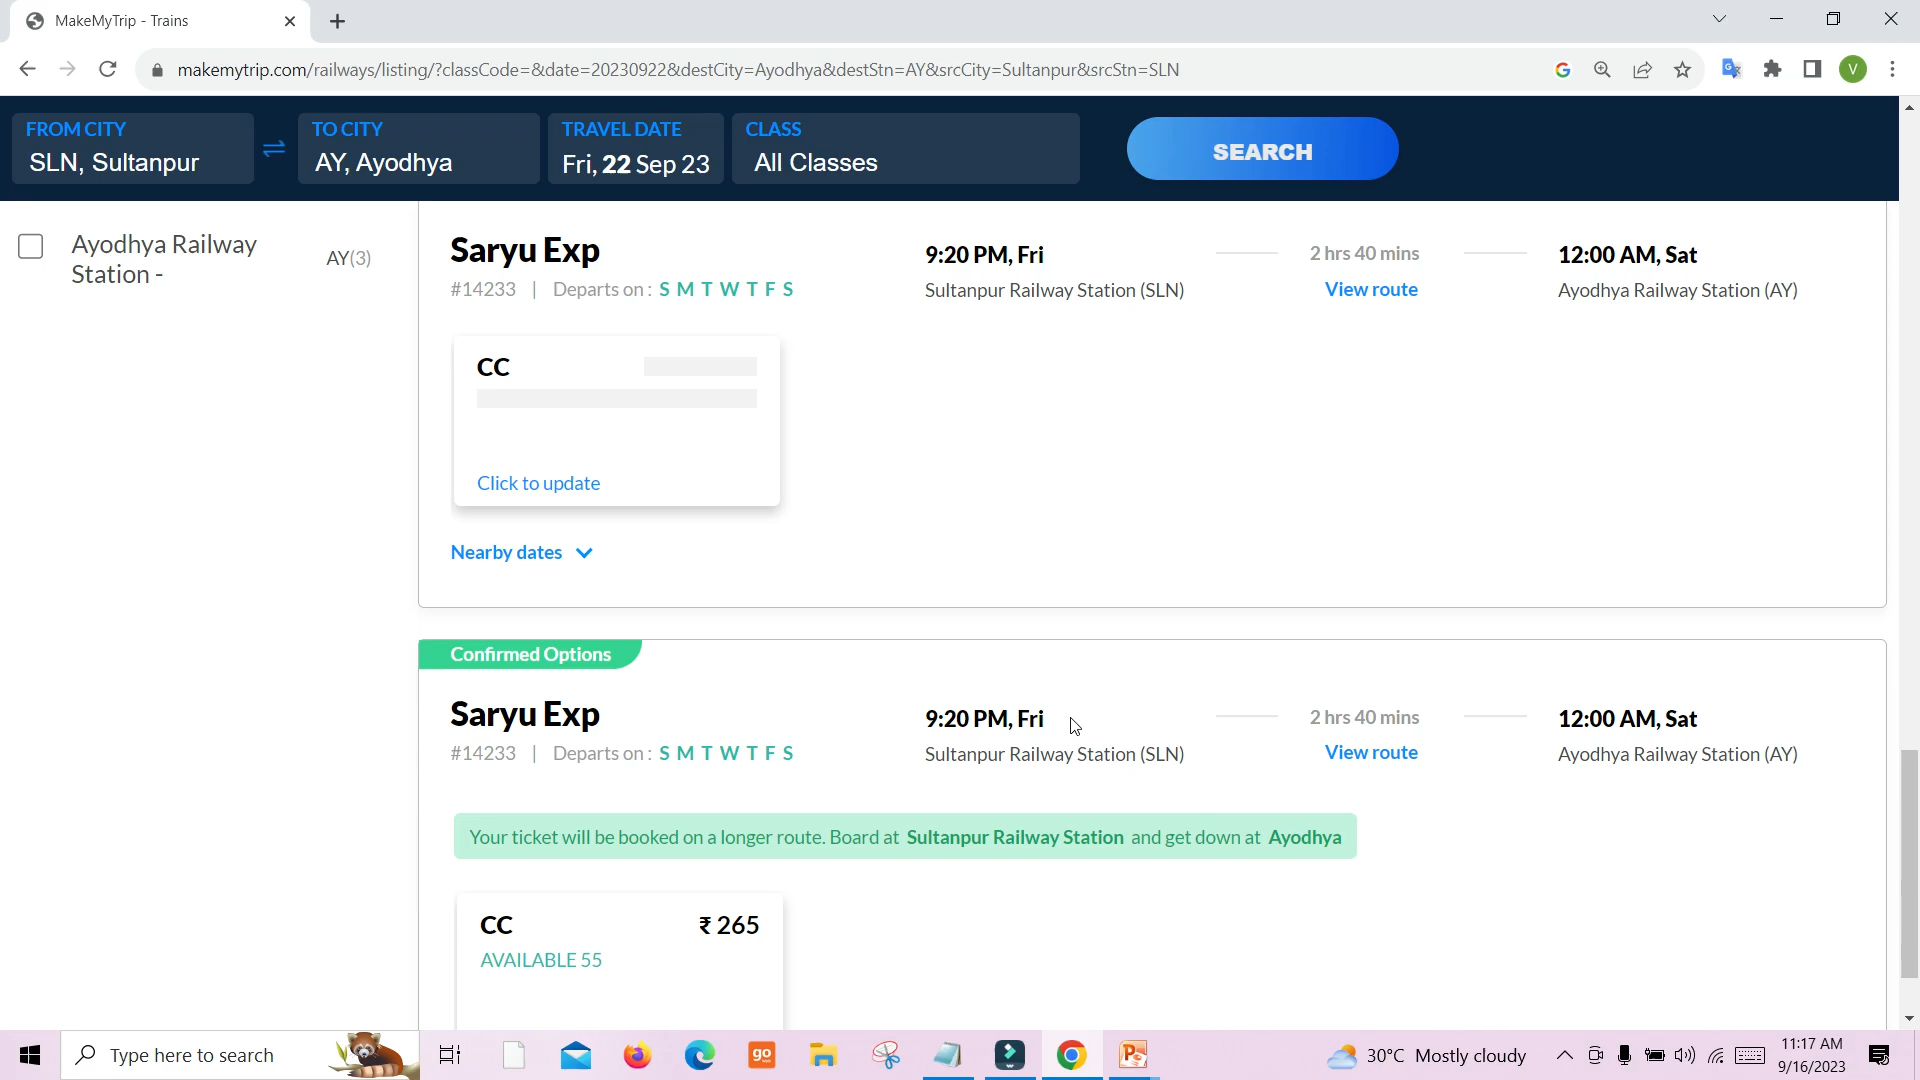 MakeMyTrip - Trains
makemytrip.com/railways/listing/?classCode=&date=20230922&destCity=Ayodhya&destStn=AY&srcCity=Sultanpur&srcStn=SLN
V
FROM CITY
SLN, Sultanpur
TO CITY
AY, Ayodhya
TRAVEL DATE
Fri, 22 Sep 23
CLASS
All Classes
SEARCH
Ayodhya Railway
Station -
AY(3)
Saryu Exp
#14233 | Departs on : S M T W T F S
9:20 PM, Fri
Sultanpur Railway Station (SLN)
2 hrs 40 mins
View route
12:00 AM, Sat
Ayodhya Railway Station (AY)
CC
Click to update
Nearby dates
Confirmed Options
Saryu Exp
#14233 | Departs on : S M T W T F S
9:20 PM, Fri
Sultanpur Railway Station (SLN)
2 hrs 40 mins
View route
12:00 AM, Sat
Ayodhya Railway Station (AY)
Your ticket will be booked on a longer route. Board at Sultanpur Railway Station and get down at Ayodhya
CC ₹ 265
AVAILABLE 55
Type here to search
go
30°C Mostly cloudy
11:17 AM
9/16/2023